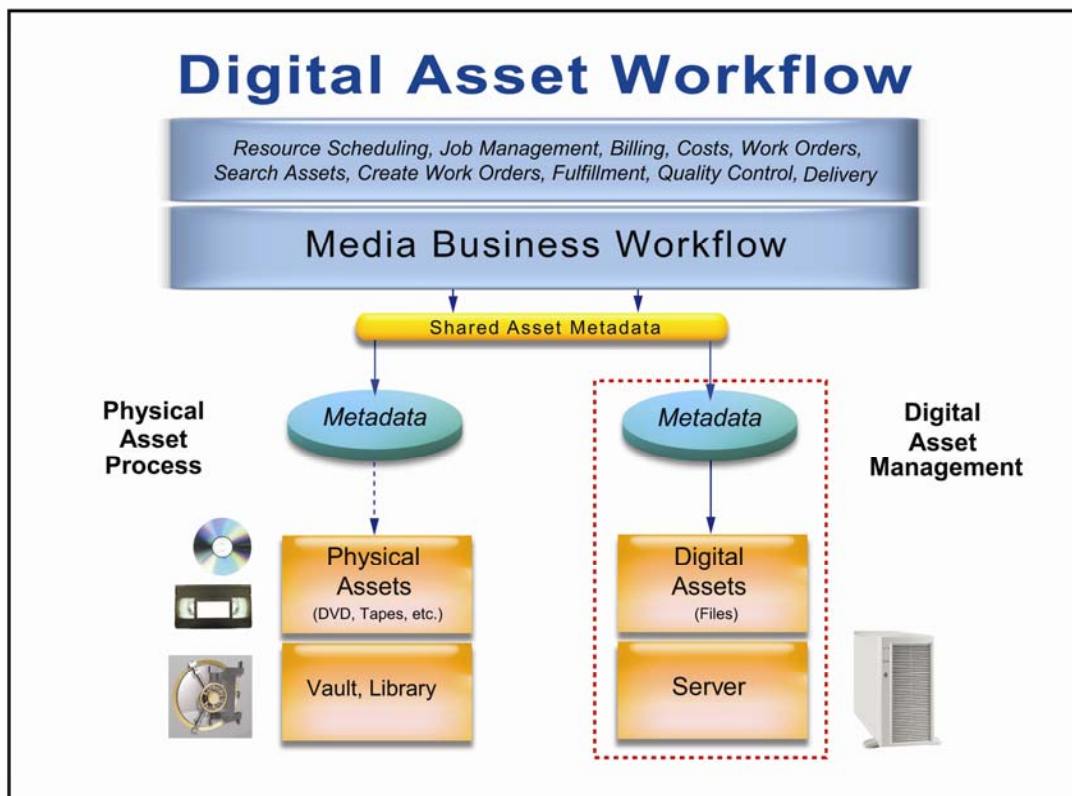 Digital Asset Workflow
Resource Scheduling, Job Management, Billing, Costs, Work Orders,
Search Assets, Create Work Orders, Fulfillment, Quality Control, Delivery
Media Business Workflow
Shared Asset Metadata
Physical
Asset
Process
Metadata
Metadata
Digital
Asset
Management
Physical
Assets
(DVD, Tapes, etc.)
Digital
Assets
(Files)
Vault, Library
Server